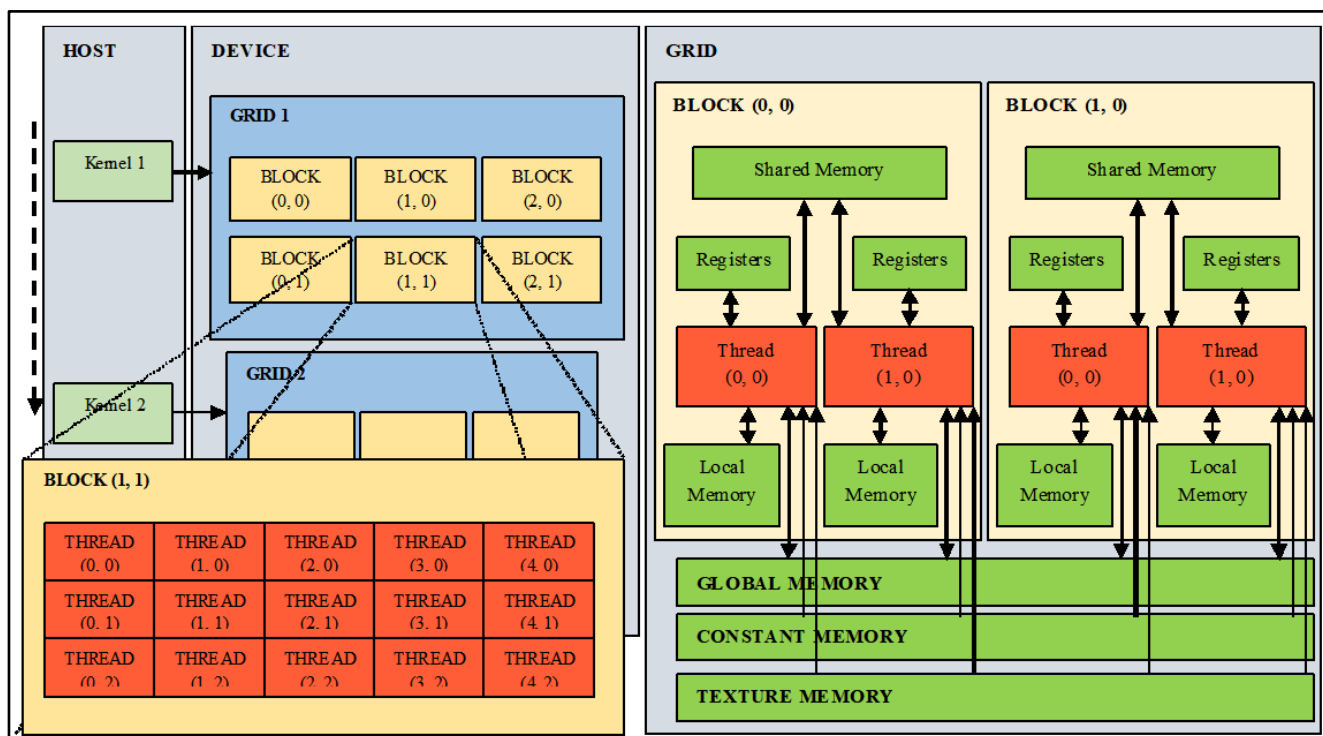 HOST
DEVICE
GRID 1
Kernel 1
BLOCK
(0, 0)
BLOCK
(1, 0)
BLOCK
(2, 0)
BLOCK
(0, 1)
BLOCK
(1, 1)
BLOCK
(2, 1)
GRID 2
Kernel 2
BLOCK (1, 1)
THREAD
(0, 0)
THREAD
(1, 0)
THREAD
(2, 0)
THREAD
(3, 0)
THREAD
(4, 0)
THREAD
(0, 1)
THREAD
(1, 1)
THREAD
(2, 1)
THREAD
(3, 1)
THREAD
(4, 1)
THREAD
(0, 2)
THREAD
(1, 2)
THREAD
(2, 2)
THREAD
(3, 2)
THREAD
(4, 2)
GRID
BLOCK (0, 0)
Shared Memory
Registers
Registers
Thread
(0, 0)
Thread
(1, 0)
Local
Memory
Local
Memory
BLOCK (1, 0)
Shared Memory
Registers
Registers
Thread
(0, 0)
Thread
(1, 0)
Local
Memory
Local
Memory
GLOBAL MEMORY
CONSTANT MEMORY
TEXTURE MEMORY